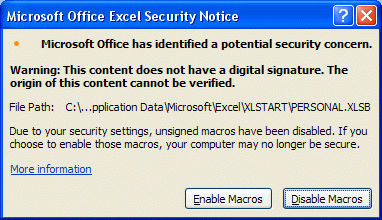 Microsoft Office Excel Security Notice
Microsoft Office has identified a potential security concern.
Warning: This content does not have a digital signature. The
origin of this content cannot be verified.
File Path: C:\...pplication Data\Microsoft\Excel\XLSTART\PERSONAL.XLSB
Due to your security settings, unsigned macros have been disabled. If you
choose to enable those macros, your computer may no longer be secure.
More information
Enable Macros Disable Macros